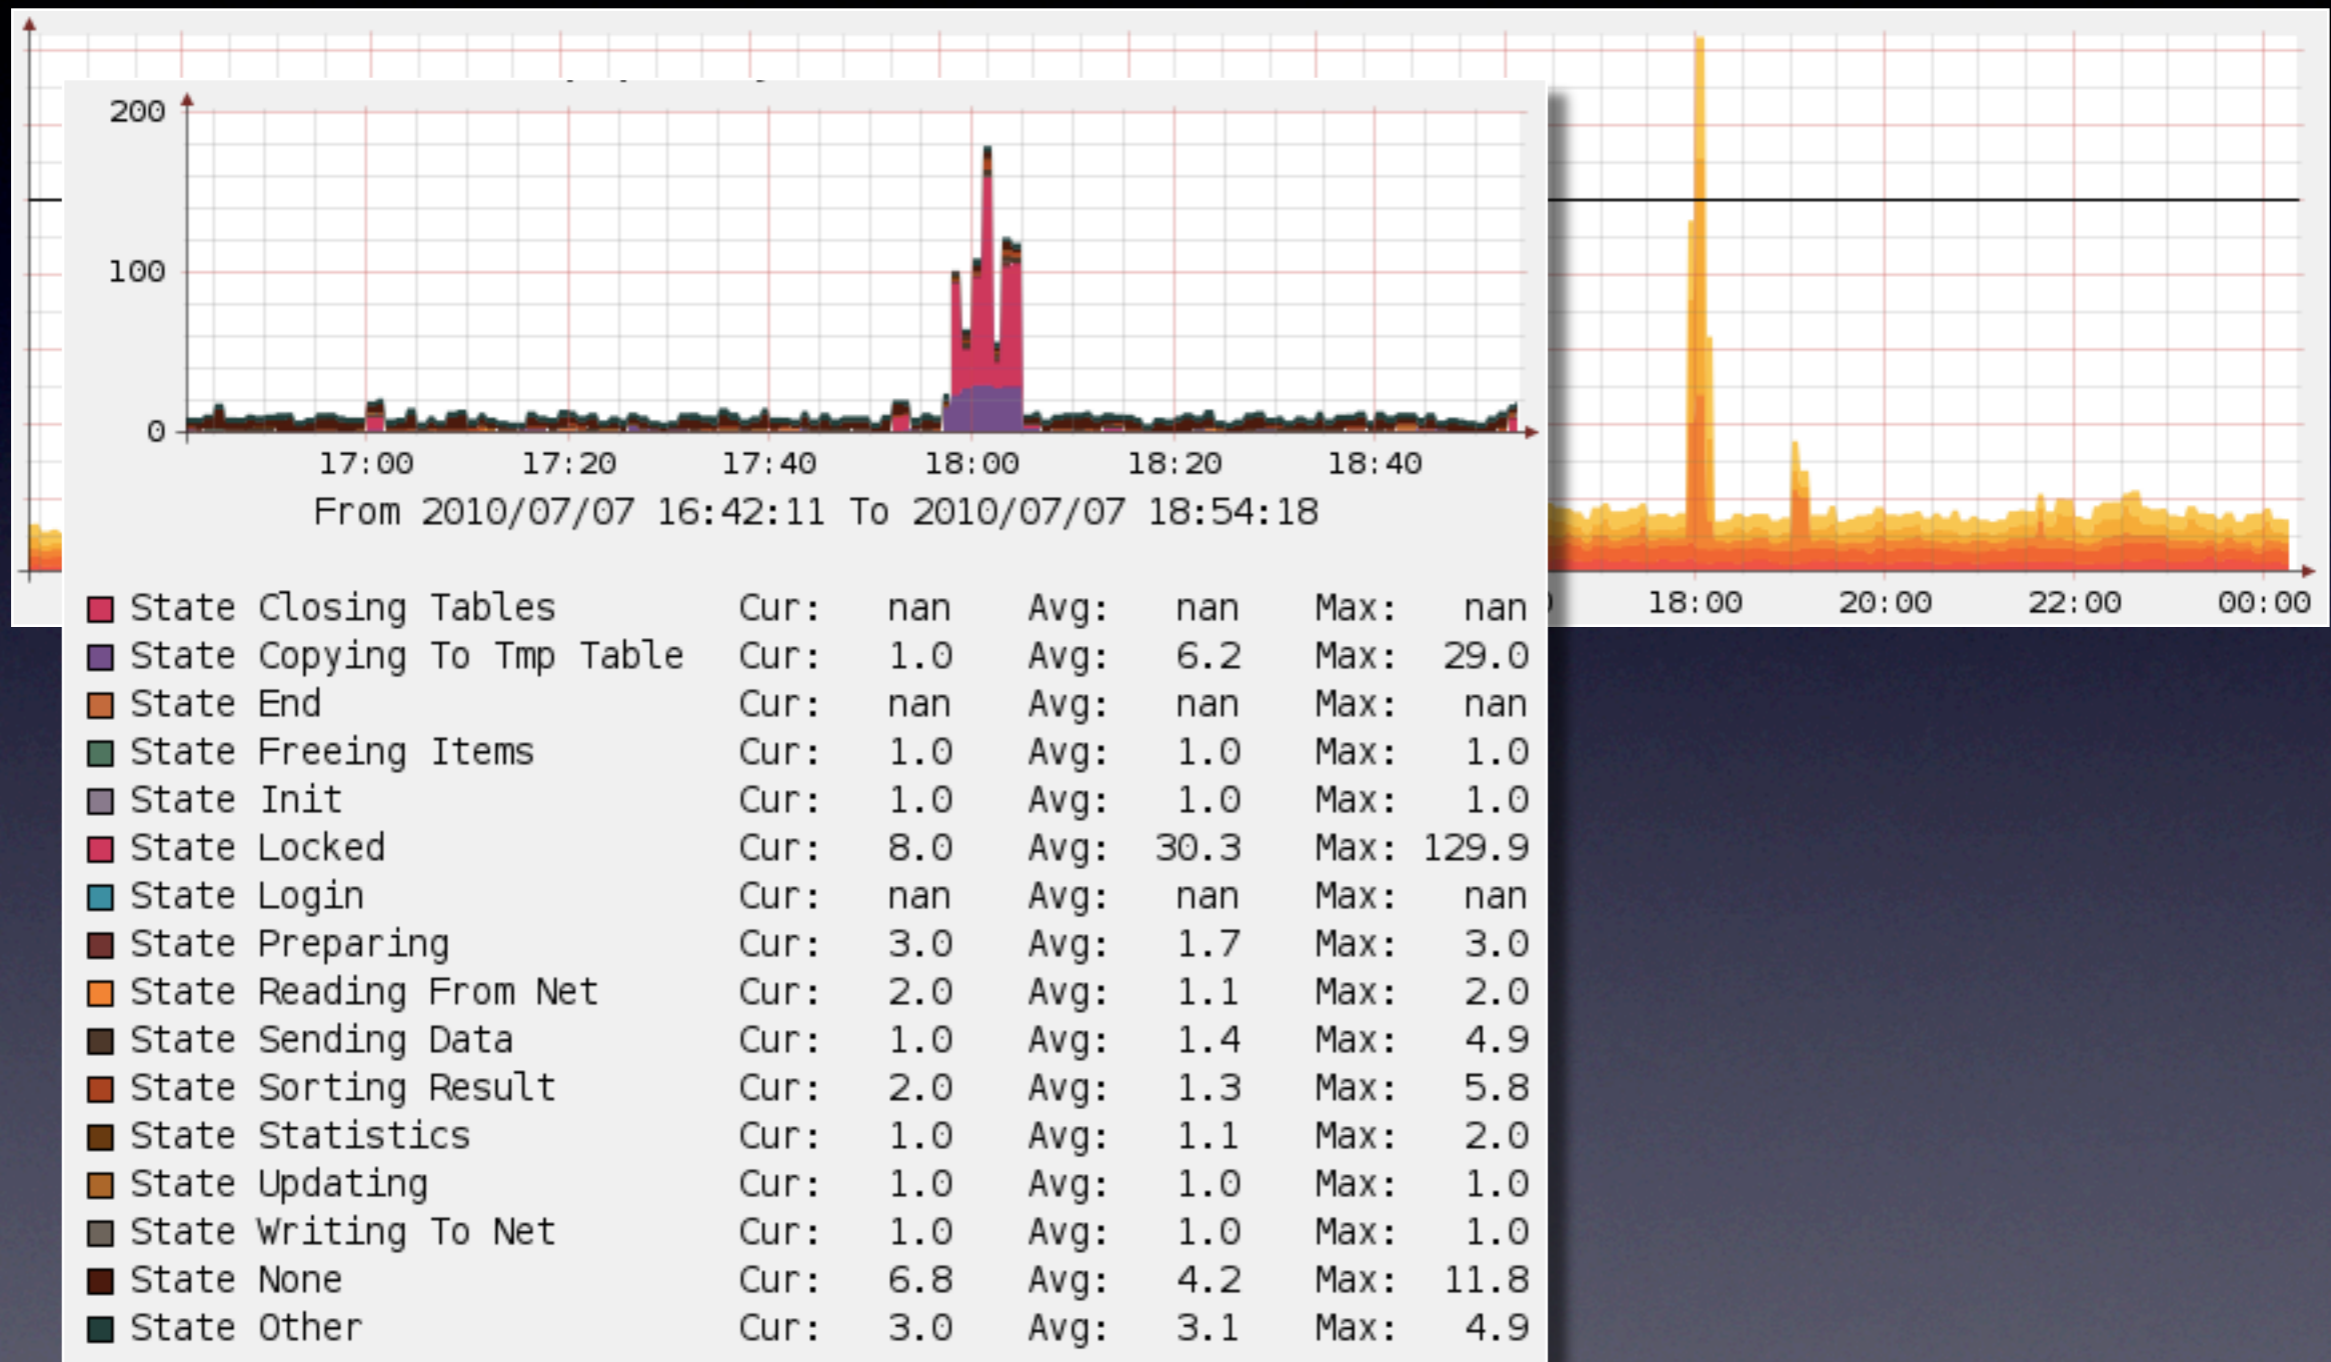 200
100
0
17:00 17:20 17:40 18:00 18:20 18:40
From 2010/07/07 16:42:11 To 2010/07/07 18:54:18
18:00 20:00 22:00 00:00
State Closing Tables Cur: nan Avg: nan Max: nan
State Copying To Tmp Table Cur: 1.0 Avg: 6.2 Max: 29.0
State End Cur: nan Avg: nan Max: nan
State Freeing Items Cur: 1.0 Avg: 1.0 Max: 1.0
State Init Cur: 1.0 Avg: 1.0 Max: 1.0
State Locked Cur: 8.0 Avg: 30.3 Max: 129.9
State Login Cur: nan Avg: nan Max: nan
State Preparing Cur: 3.0 Avg: 1.7 Max: 3.0
State Reading From Net Cur: 2.0 Avg: 1.1 Max: 2.0
State Sending Data Cur: 1.0 Avg: 1.4 Max: 4.9
State Sorting Result Cur: 2.0 Avg: 1.3 Max: 5.8
State Statistics Cur: 1.0 Avg: 1.1 Max: 2.0
State Updating Cur: 1.0 Avg: 1.0 Max: 1.0
State Writing To Net Cur: 1.0 Avg: 1.0 Max: 1.0
State None Cur: 6.8 Avg: 4.2 Max: 11.8
State Other Cur: 3.0 Avg: 3.1 Max: 4.9